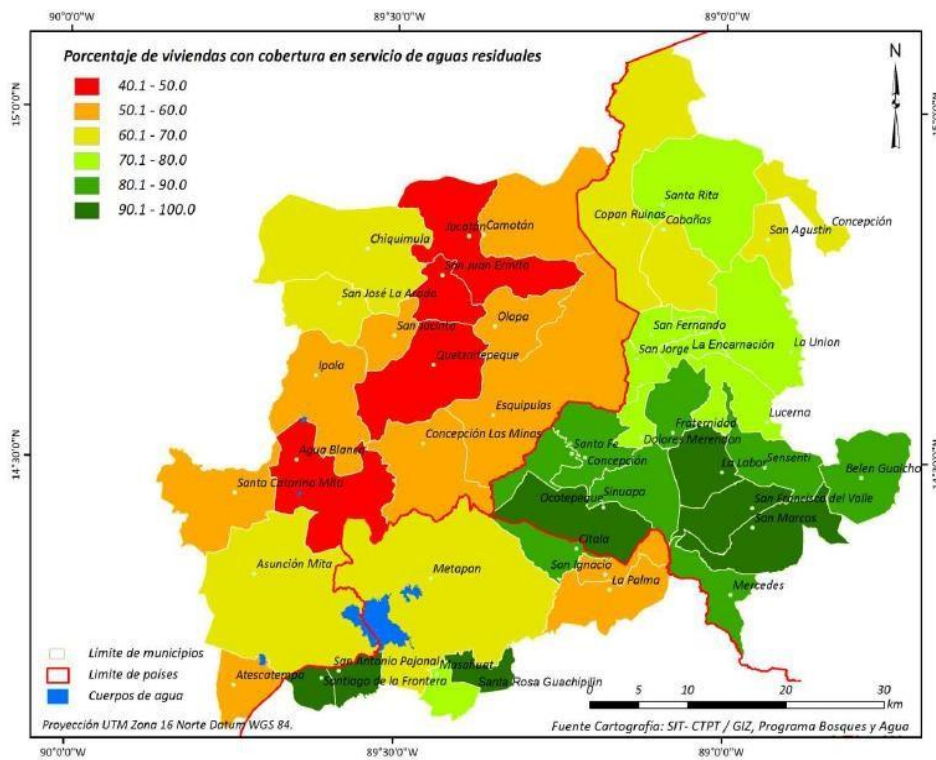 90°0'0"W
89°30'0"W
89°0'0"W
Porcentaje de viviendas con cobertura en servicio de aguas residuales
40.1 - 50.0
50.1 - 60.0
60.1 - 70.0
70.1 - 80.0
80.1 - 90.0
90.1 - 100.0
N
15°0'0"N
15°0'0"N
Santa Rita
Copan Ruinas
Cabañas
Concepción
San Agustin
Jocotán
Camotán
Chiquimula
San Juan Ermita
San José La Arada
San Jacinto
Olopa
San Fernando
San Jorge
La Encarnación
La Union
Ipala
Quetzaltepeque
Esquipulas
Lucerna
Fraternidad
Concepción Las Minas
Santa Fe
Dolores Merendon
14°30'0"N
14°30'0"N
Agua Blanca
Concepción
La Labor
Sensenti
Belen Gualcho
Santa Catarina Mita
Ocotepeque
Sinuapa
San Francisco del Valle
San Marcos
Citala
Asunción Mita
Metapan
San Ignacio
La Palma
Mercedes
Límite de municipios
Límite de países
Cuerpos de agua
San Antonio Pajonal
Masahuat
Atescatempa
Santiago de la Frontera
Santa Rosa Guachipilin
0 5 10 20 30
km
Proyección UTM Zona 16 Norte Datum WGS 84.
Fuente Cartografía: SIT- CTPT / GIZ, Programa Bosques y Agua
90°0'0"W
89°30'0"W
89°0'0"W